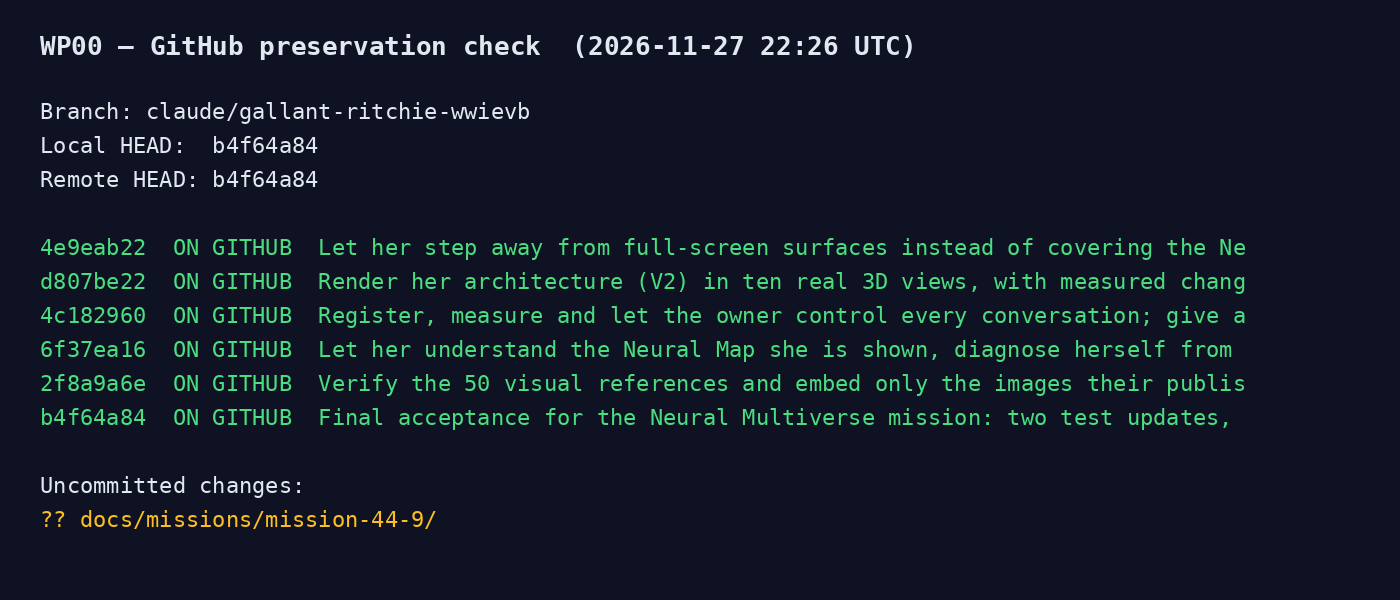 WP00 — GitHub preservation check  (2026-11-27 22:26 UTC)
Branch: claude/gallant-ritchie-wwievb
Local HEAD:  b4f64a84
Remote HEAD: b4f64a84
4e9eab22  ON GITHUB  Let her step away from full-screen surfaces instead of covering the Ne
d807be22  ON GITHUB  Render her architecture (V2) in ten real 3D views, with measured chang
4c182960  ON GITHUB  Register, measure and let the owner control every conversation; give a
6f37ea16  ON GITHUB  Let her understand the Neural Map she is shown, diagnose herself from
2f8a9a6e  ON GITHUB  Verify the 50 visual references and embed only the images their publis
b4f64a84  ON GITHUB  Final acceptance for the Neural Multiverse mission: two test updates,
Uncommitted changes:
?? docs/missions/mission-44-9/